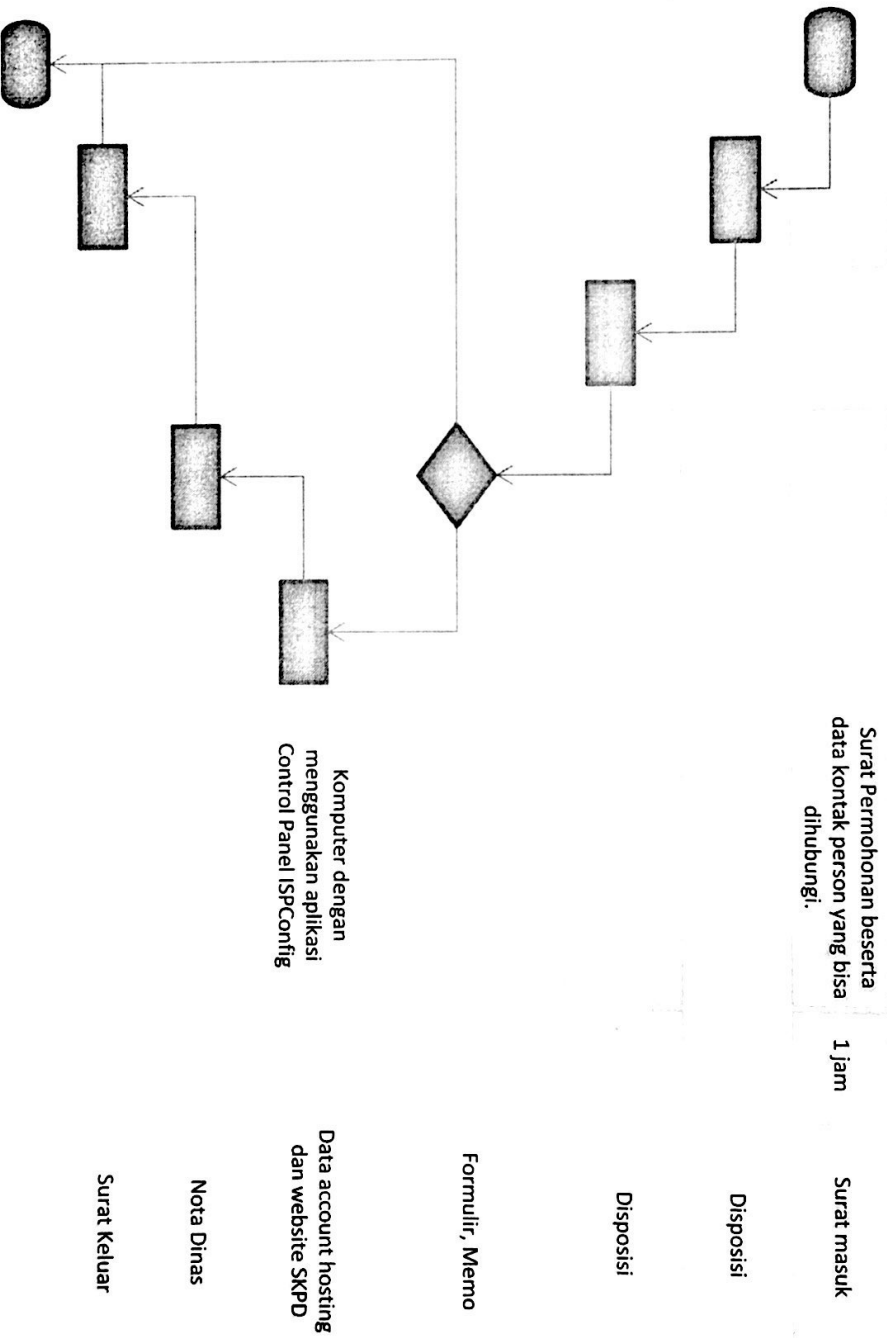 Surat Permohonan beserta
data kontak person yang bisa
dihubungi.
1 jam
Surat masuk
Disposisi
Disposisi
Formulir, Memo
Komputer dengan
menggunakan aplikasi
Control Panel ISPConfig
Data account hosting
dan website SKPD
Nota Dinas
Surat Keluar